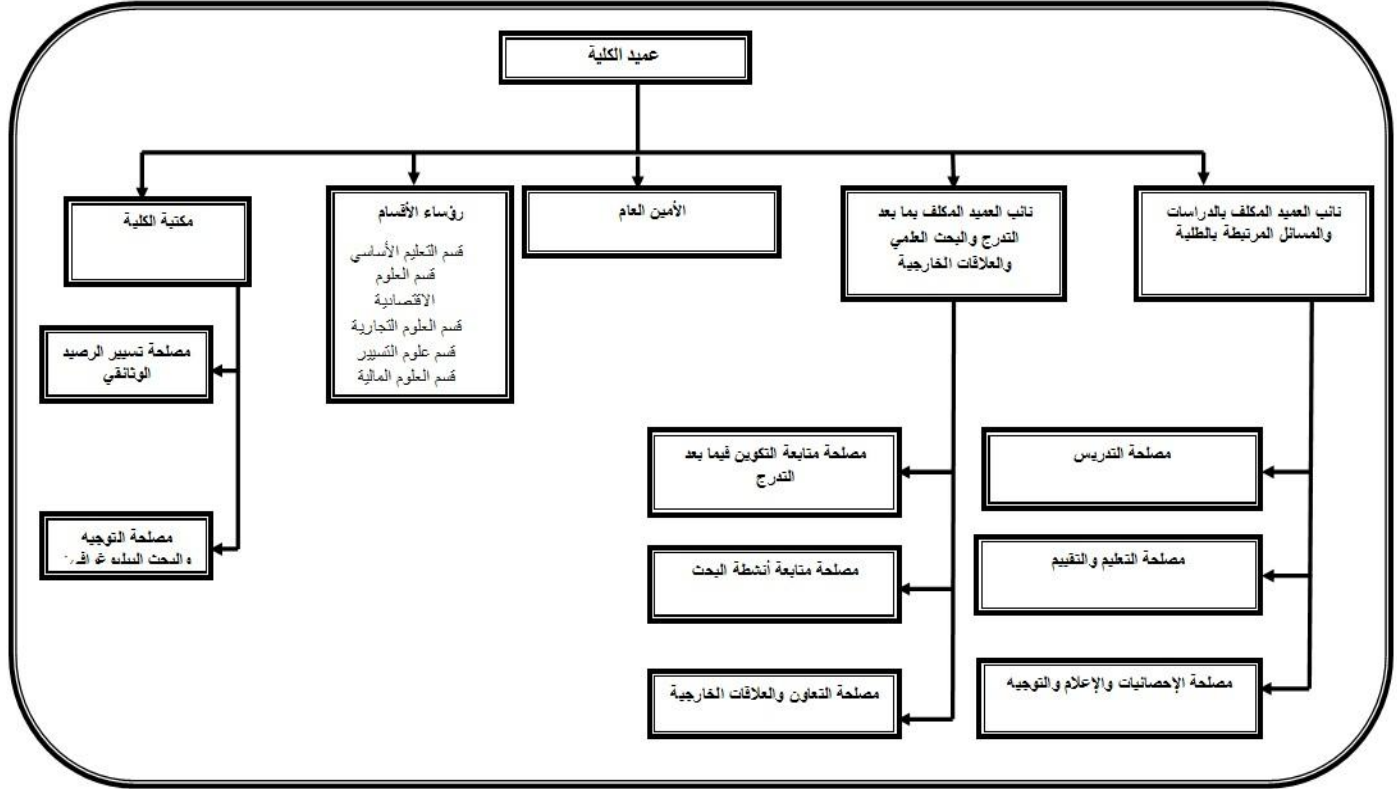 عميد الكلية
نائب العميد المكلف بالدراسات
والمسائل المرتبطة بالطلبة
نائب العميد المكلف بما بعد
التدرج والبحث العلمي
والعلاقات الخارجية
الأمين العام
رؤساء الأقسام
قسم التعليم الأساسي
قسم العلوم
الاقتصادية
قسم العلوم التجارية
قسم علوم التسيير
قسم العلوم المالية
مكتبة الكلية
مصلحة التدريس
مصلحة التعليم والتقييم
مصلحة الإحصائيات والإعلام والتوجيه
مصلحة متابعة التكوين فيما بعد
التدرج
مصلحة متابعة أنشطة البحث
مصلحة التعاون والعلاقات الخارجية
مصلحة تسيير الرصيد
الوثائقي
مصلحة التوجيه
والبحث البيبليوغرافي